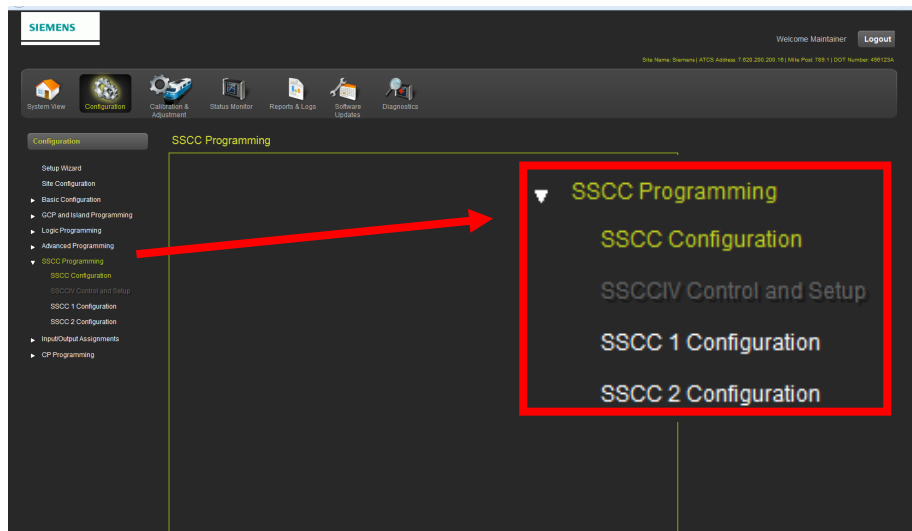 SIEMENS
Welcome Maintainer Logout
Site Name: Siemens | ATCS Address: 7.620.200.200.16 | Mile Post: 789.1 | DOT Number: 498123A
System View
Configuration
Calibration &
Adjustment
Status Monitor
Reports & Logs
Software
Updates
Diagnostics
Configuration
SSCC Programming
Setup Wizard
Site Configuration
Basic Configuration
GCP and Island Programming
Logic Programming
Advanced Programming
SSCC Programming
SSCC Configuration
SSCCIV Control and Setup
SSCC 1 Configuration
SSCC 2 Configuration
Input/Output Assignments
CP Programming
SSCC Programming
SSCC Configuration
SSCCIV Control and Setup
SSCC 1 Configuration
SSCC 2 Configuration